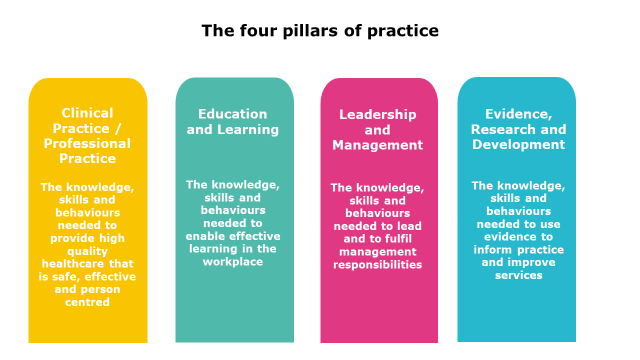 The four pillars of practice
Clinical
Practice /
Professional
Practice
The knowledge,
skills and
behaviours
needed to
provide high
quality
healthcare that
is safe, effective
and person
centred
Education
and Learning
The knowledge,
skills and
behaviours
needed to
enable effective
learning in the
workplace
Leadership
and
Management
The knowledge,
skills and
behaviours
needed to lead
and to fulfil
management
responsibilities
Evidence,
Research and
Development
The knowledge,
skills and
behaviours
needed to use
evidence to
inform practice
and improve
services